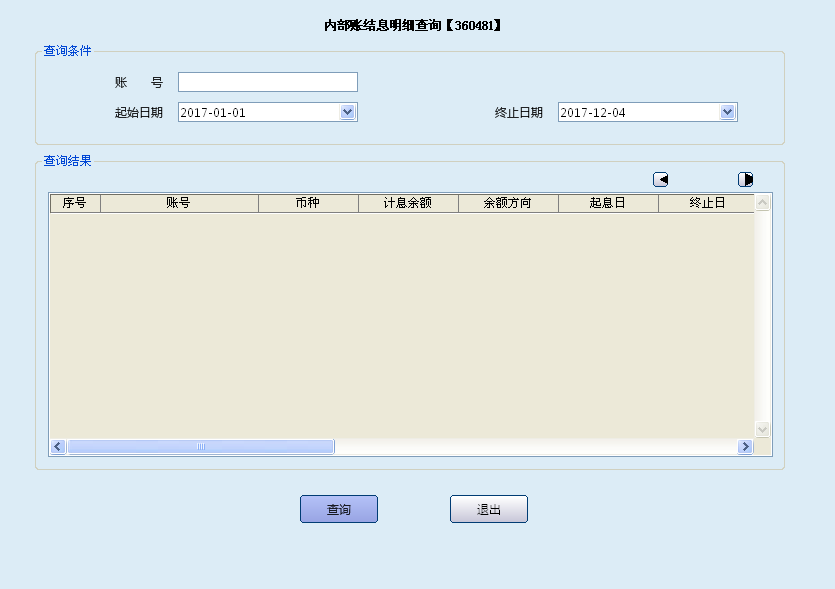 内部账结息明细查询【360481】
查询条件
账 号
起始日期 2017-01-01 终止日期 2017-12-04
查询结果
序号 账号 币种 计息余额 余额方向 起息日 终止日
查询 退出